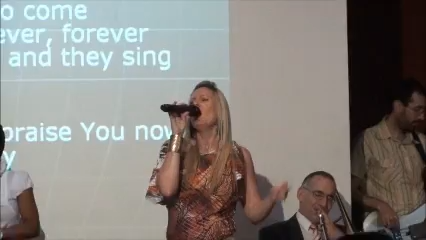 o come
ever, forever
and they sing
praise You now
y